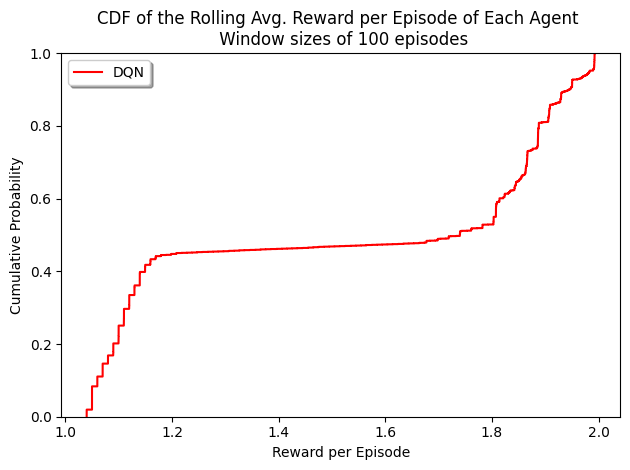 CDF of the Rolling Avg. Reward per Episode of Each Agent
Window sizes of 100 episodes
DQN
Cumulative Probability
1.0
0.8
0.6
0.4
0.2
0.0
1.0 1.2 1.4 1.6 1.8 2.0
Reward per Episode